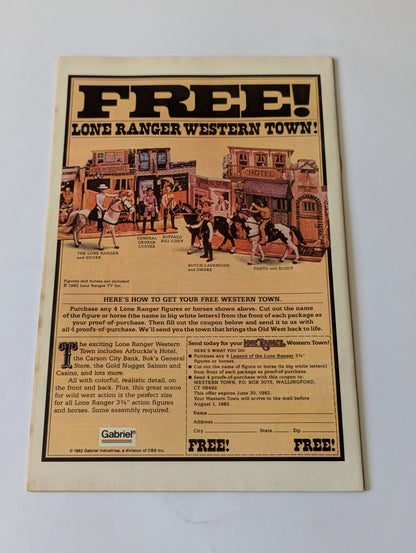 FREE!
LONE RANGER WESTERN TOWN!
HOTEL
THE LONE RANGER
and SILVER
GENERAL
GEORGE
CUSTER
BUFFALO
BILL CODY
BUTCH CAVENDISH
and SMOKE
TONTO and SCOUT
Figures and horses not included.
© 1982 Lone Ranger TV Inc.
HERE'S HOW TO GET YOUR FREE WESTERN TOWN.
Purchase any 4 Lone Ranger figures or horses shown above. Cut out the name
of the figure or horse (the name in big white letters) from the front of each package as
your proof-of-purchase. Then fill out the coupon below and send it to us with
all 4 proofs-of-purchase. We'll send you the town that brings the Old West back to life.
The exciting Lone Ranger Western
Town includes Arbuckle's Hotel,
the Carson City Bank, Bok's General
Store, the Gold Nugget Saloon and
Casino, and lots more.
All with colorful, realistic detail, on
the front and back. Plus, this great scene
for wild west action is the perfect size
for all Lone Ranger 3¾" action figures
and horses. Some assembly required.
Gabriel
© 1982 Gabriel Industries, a division of CBS Inc.
Send today for your LONE RANGER Western Town!
HERE'S WHAT YOU DO:
Purchase any 4 Legend of the Lone Ranger 3¾"
figures or horses.
Cut out the name of figure or horse (in big white letters)
from front of each package as proof-of-purchase.
Send 4 proofs-of-purchase with this coupon to:
WESTERN TOWN, P.O. BOX 3075, WALLINGFORD,
CT 06492.
This offer expires June 30, 1982.
Your Western Town will arrive in the mail before
August 1, 1982.
Name
Address
City State Zip
FREE! FREE!